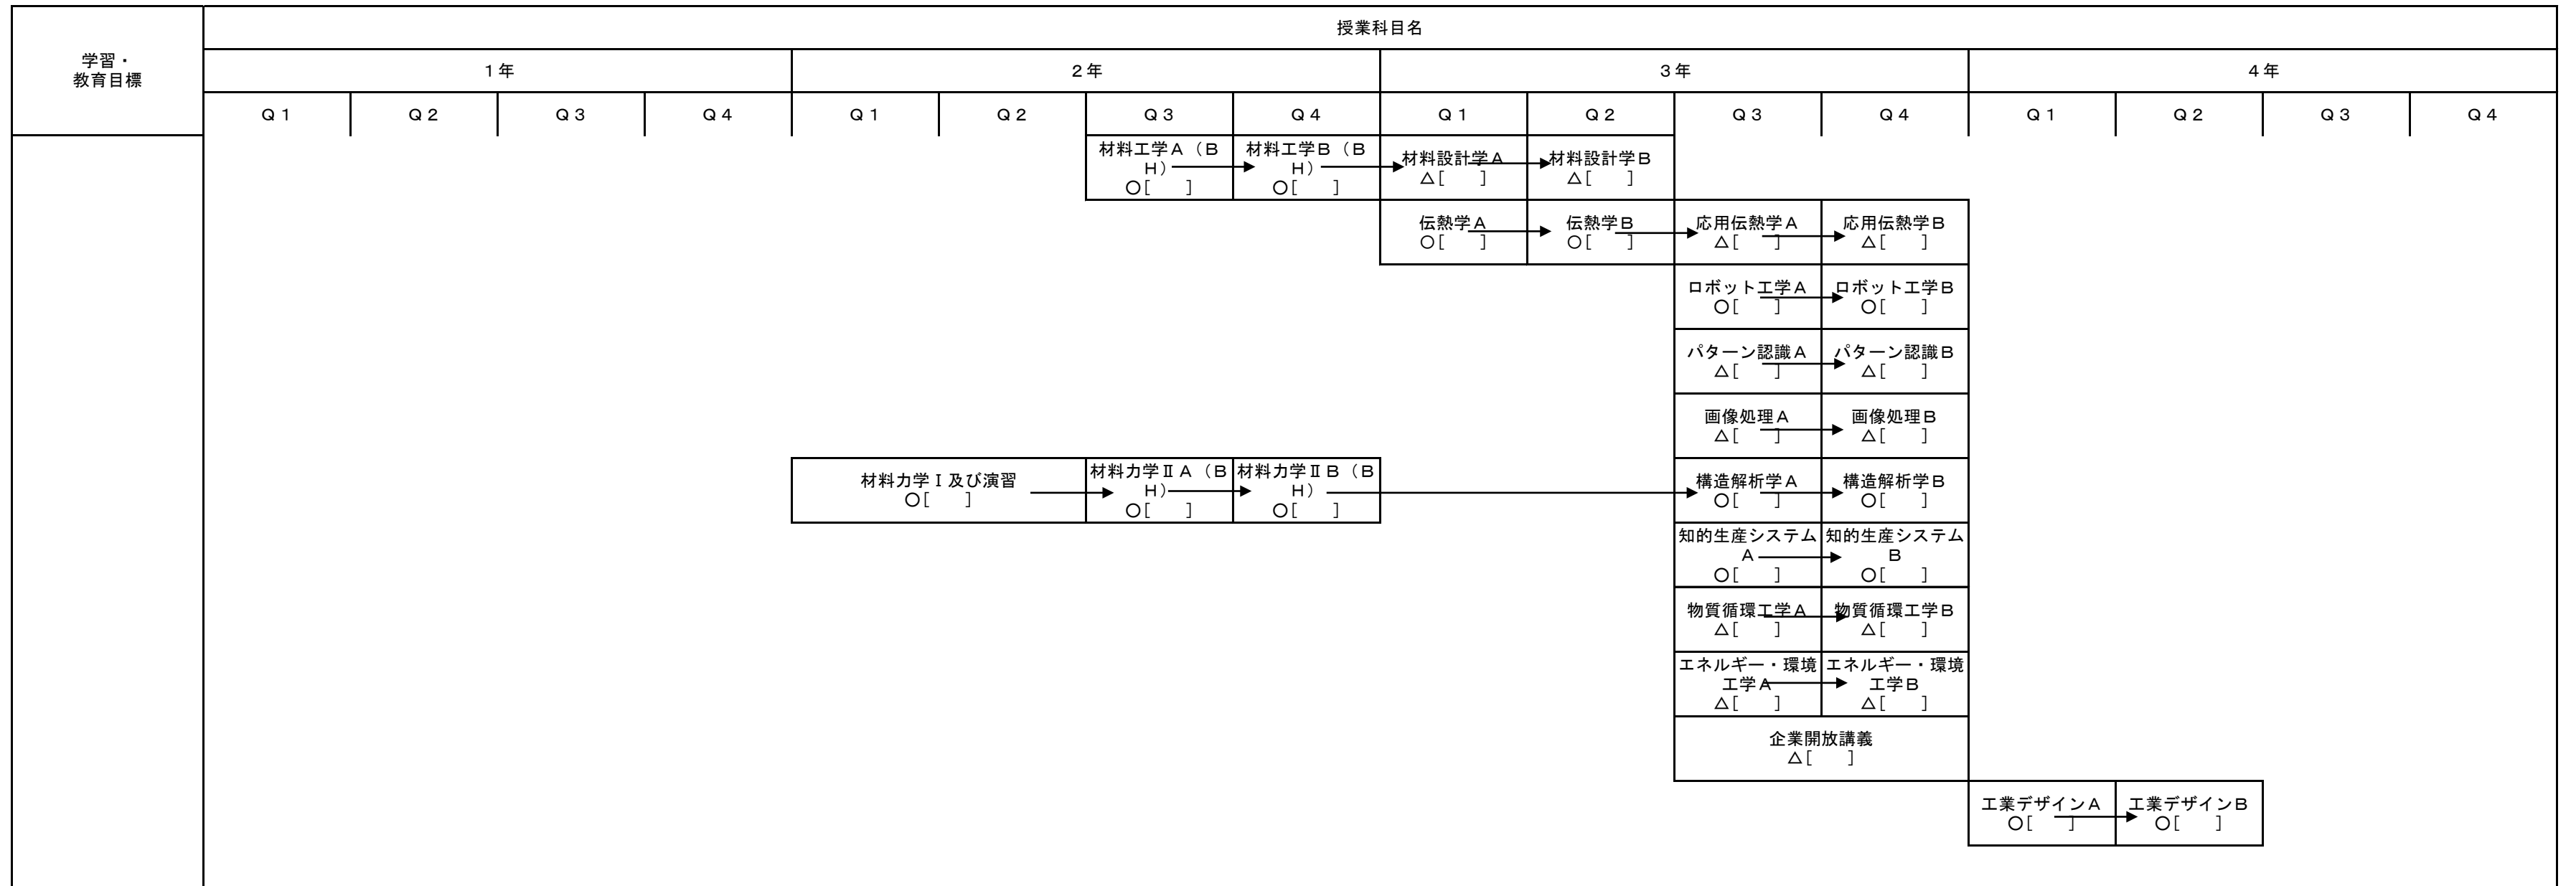 授業科目名
学習・
教育目標
１年 ２年 ３年 ４年
Ｑ１ Ｑ２ Ｑ３ Ｑ４ Ｑ１ Ｑ２ Ｑ３ Ｑ４ Ｑ１ Ｑ２ Ｑ３ Ｑ４ Ｑ１ Ｑ２ Ｑ３ Ｑ４
材料工学Ａ（Ｂ
Ｈ）
○[　　]
材料工学Ｂ（Ｂ
Ｈ）
○[　　]
材料設計学Ａ
△[　　]
材料設計学Ｂ
△[　　]
伝熱学Ａ
○[　　]
伝熱学Ｂ
○[　　]
応用伝熱学Ａ
△[　　]
応用伝熱学Ｂ
△[　　]
ロボット工学Ａ
○[　　]
ロボット工学Ｂ
○[　　]
パターン認識Ａ
△[　　]
パターン認識Ｂ
△[　　]
画像処理Ａ
△[　　]
画像処理Ｂ
△[　　]
材料力学Ⅰ及び演習
○[　　]
材料力学ⅡＡ（Ｂ
Ｈ）
○[　　]
材料力学ⅡＢ（Ｂ
Ｈ）
○[　　]
構造解析学Ａ
○[　　]
構造解析学Ｂ
○[　　]
知的生産システム
Ａ
○[　　]
知的生産システム
Ｂ
○[　　]
物質循環工学Ａ
△[　　]
物質循環工学Ｂ
△[　　]
エネルギー・環境
工学Ａ
△[　　]
エネルギー・環境
工学Ｂ
△[　　]
企業開放講義
△[　　]
工業デザインＡ
○[　　]
工業デザインＢ
○[　　]